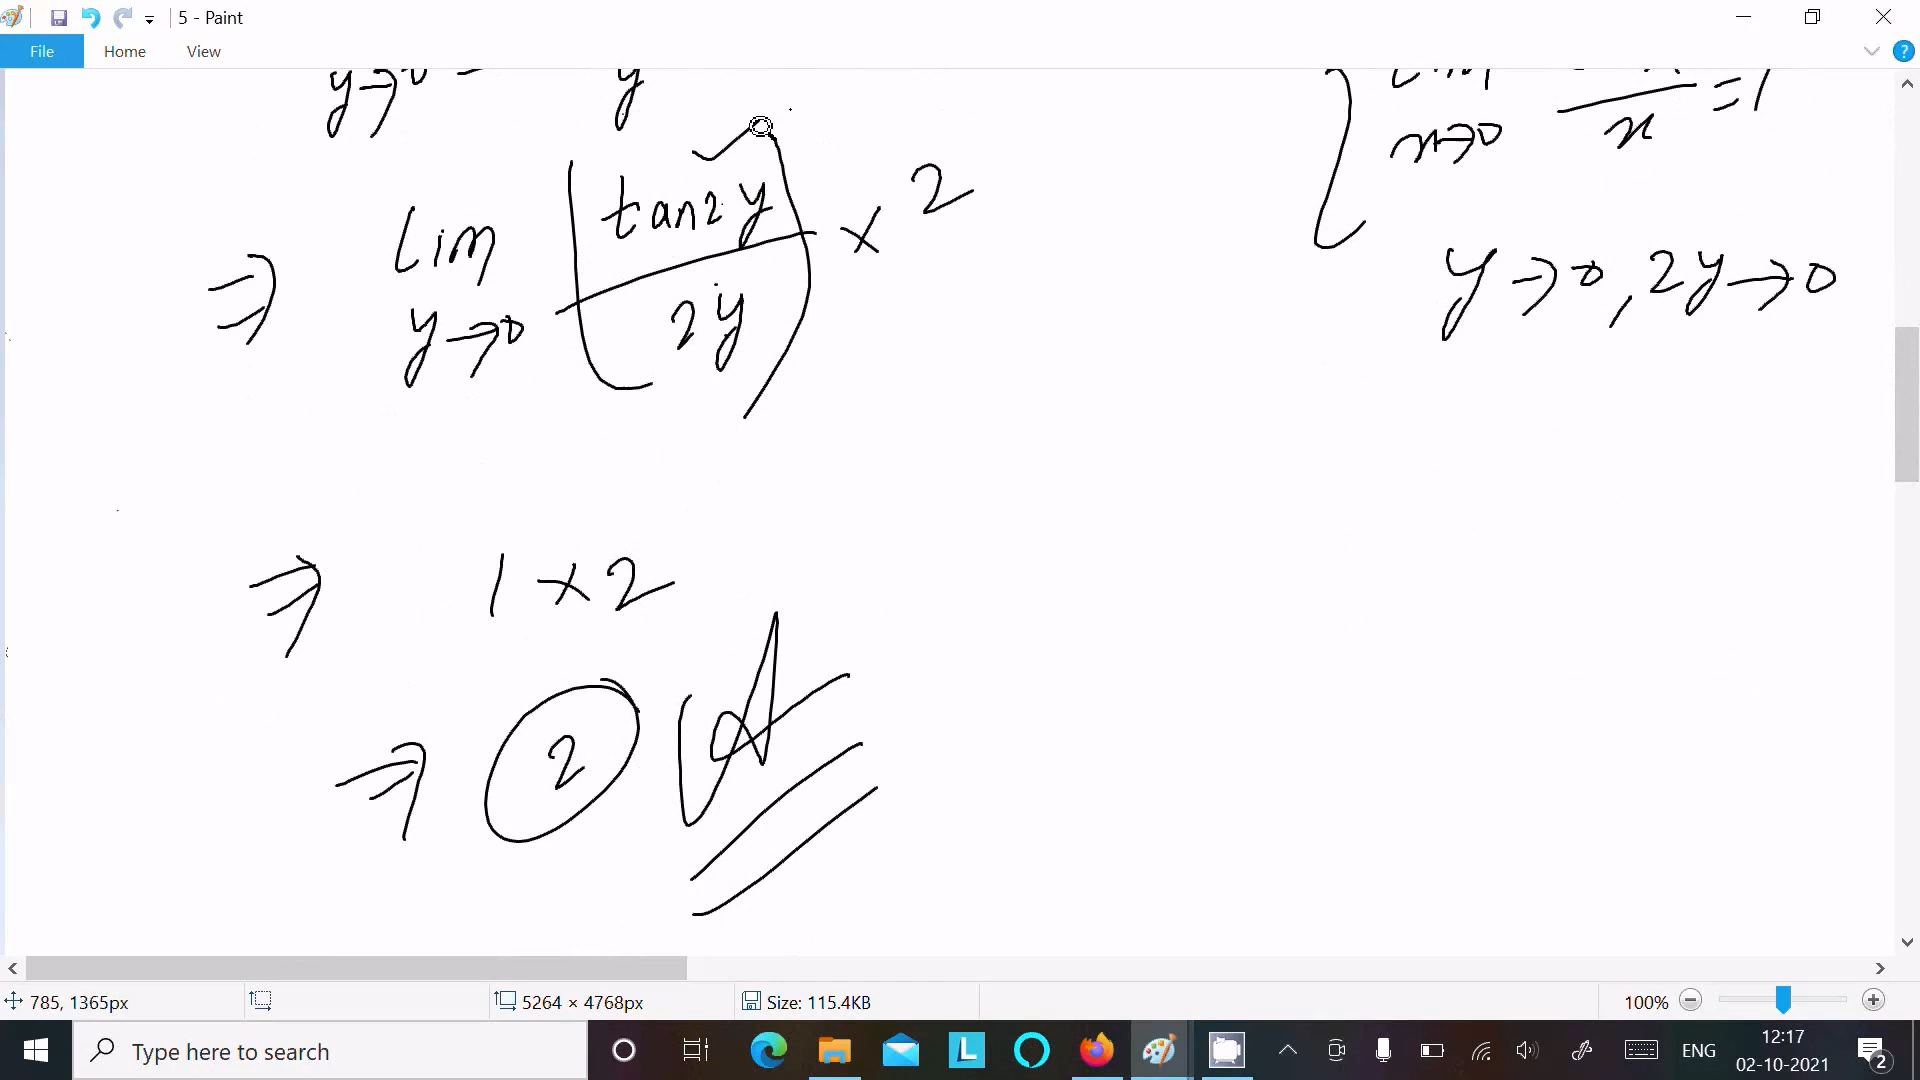 5 - Paint
File Home View
y→0 y
lim
x→0 x =1
⇒ lim (tan2y / 2y) × 2
y→0
y→0, 2y→0
⇒ 1 × 2
⇒ 2 A
785, 1365px 5264 × 4768px Size: 115.4KB 100%
Type here to search
L
ENG
12:17
02-10-2021
2